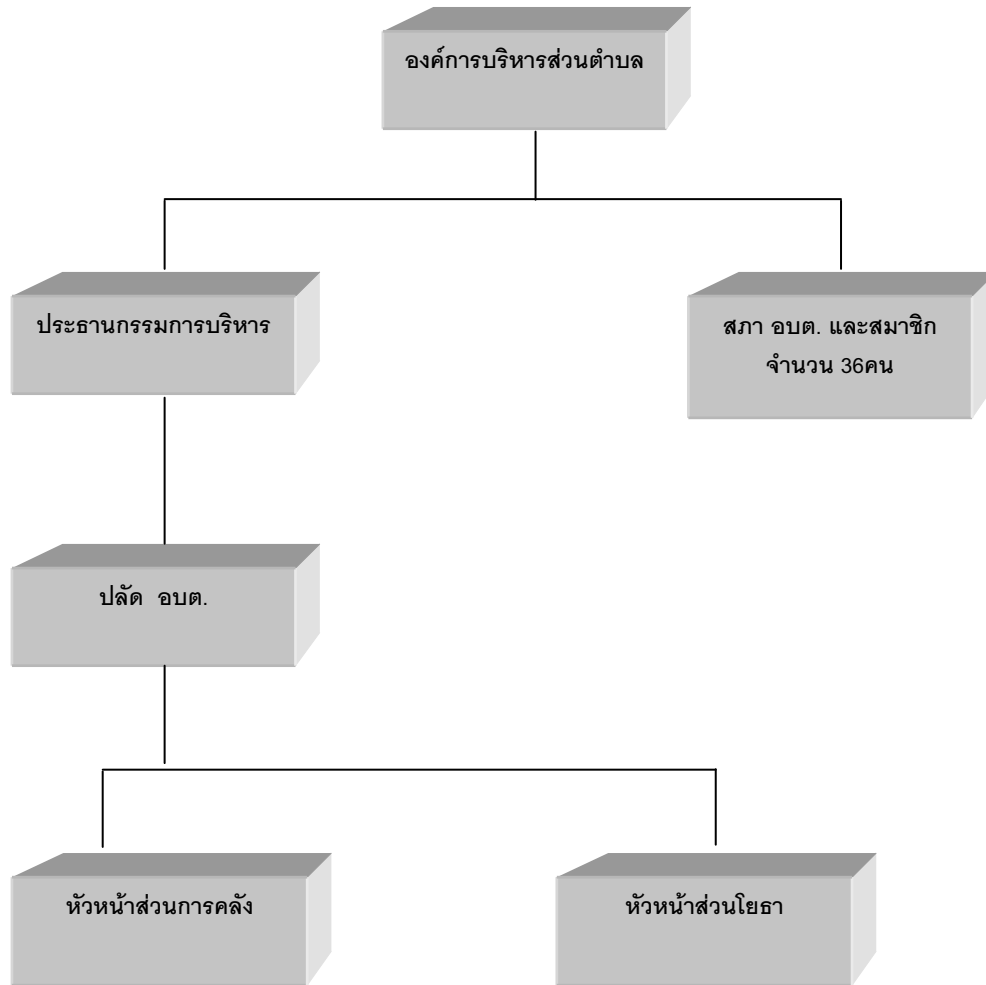 องค์การบริหารส่วนตำบล
ประธานกรรมการบริหาร
สภา อบต. และสมาชิก
จำนวน 36คน
ปลัด อบต.
หัวหน้าส่วนการคลัง
หัวหน้าส่วนโยธา